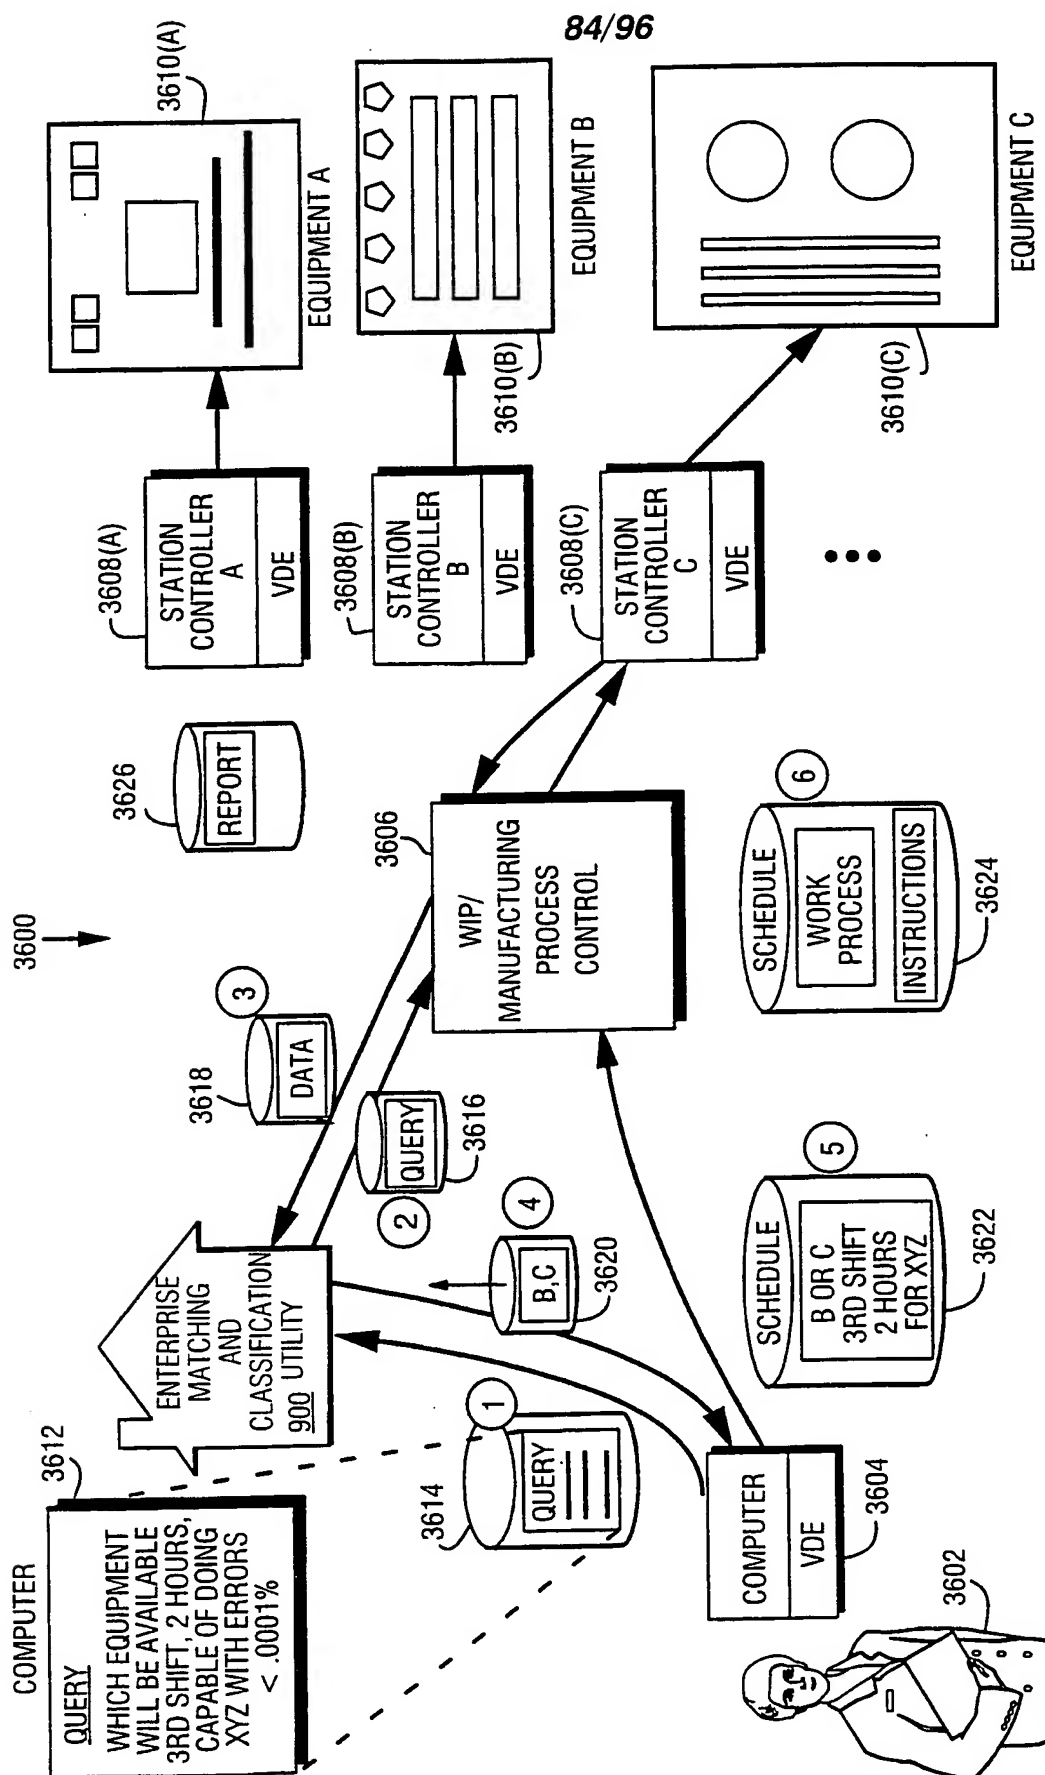 84/96
3600
COMPUTER
3612
QUERY
WHICH EQUIPMENT
WILL BE AVAILABLE
3RD SHIFT, 2 HOURS,
CAPABLE OF DOING
XYZ WITH ERRORS
< .0001%
ENTERPRISE
MATCHING
AND
CLASSIFICATION
900 UTILITY
3614
QUERY
1
3602
COMPUTER
VDE
3604
2
QUERY
3616
3618
DATA
3
B,C
4
3620
SCHEDULE
5
B OR C
3RD SHIFT
2 HOURS
FOR XYZ
3622
3606
WIP/
MANUFACTURING
PROCESS
CONTROL
SCHEDULE
6
WORK
PROCESS
INSTRUCTIONS
3624
3626
REPORT
3608(A)
STATION
CONTROLLER
A
VDE
3608(B)
STATION
CONTROLLER
B
VDE
3608(C)
STATION
CONTROLLER
C
VDE
3610(A)
EQUIPMENT A
3610(B)
EQUIPMENT B
3610(C)
EQUIPMENT C